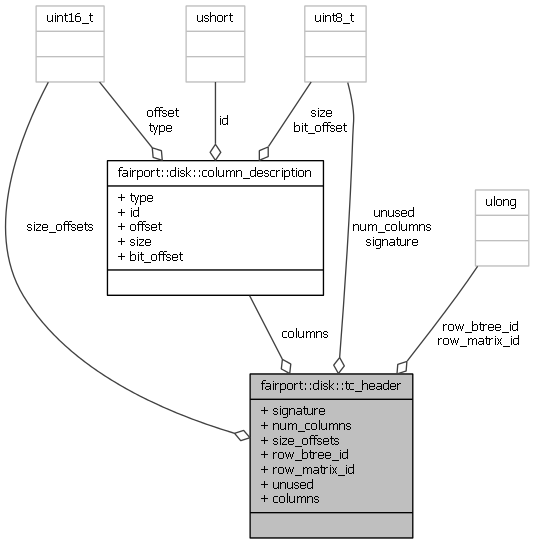 uint16_t
ushort
uint8_t
offset
type
id
size
bit_offset
fairport::disk::column_description
+ type
+ id
+ offset
+ size
+ bit_offset
ulong
size_offsets
unused
num_columns
signature
columns
row_btree_id
row_matrix_id
fairport::disk::tc_header
+ signature
+ num_columns
+ size_offsets
+ row_btree_id
+ row_matrix_id
+ unused
+ columns